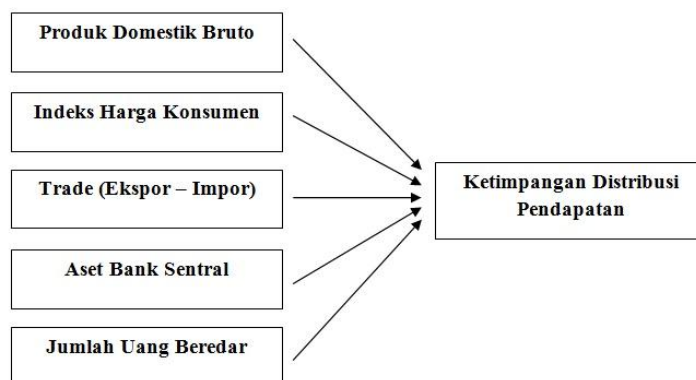 Produk Domestik Bruto
Indeks Harga Konsumen
Trade (Ekspor – Impor)
Ketimpangan Distribusi
Pendapatan
Aset Bank Sentral
Jumlah Uang Beredar